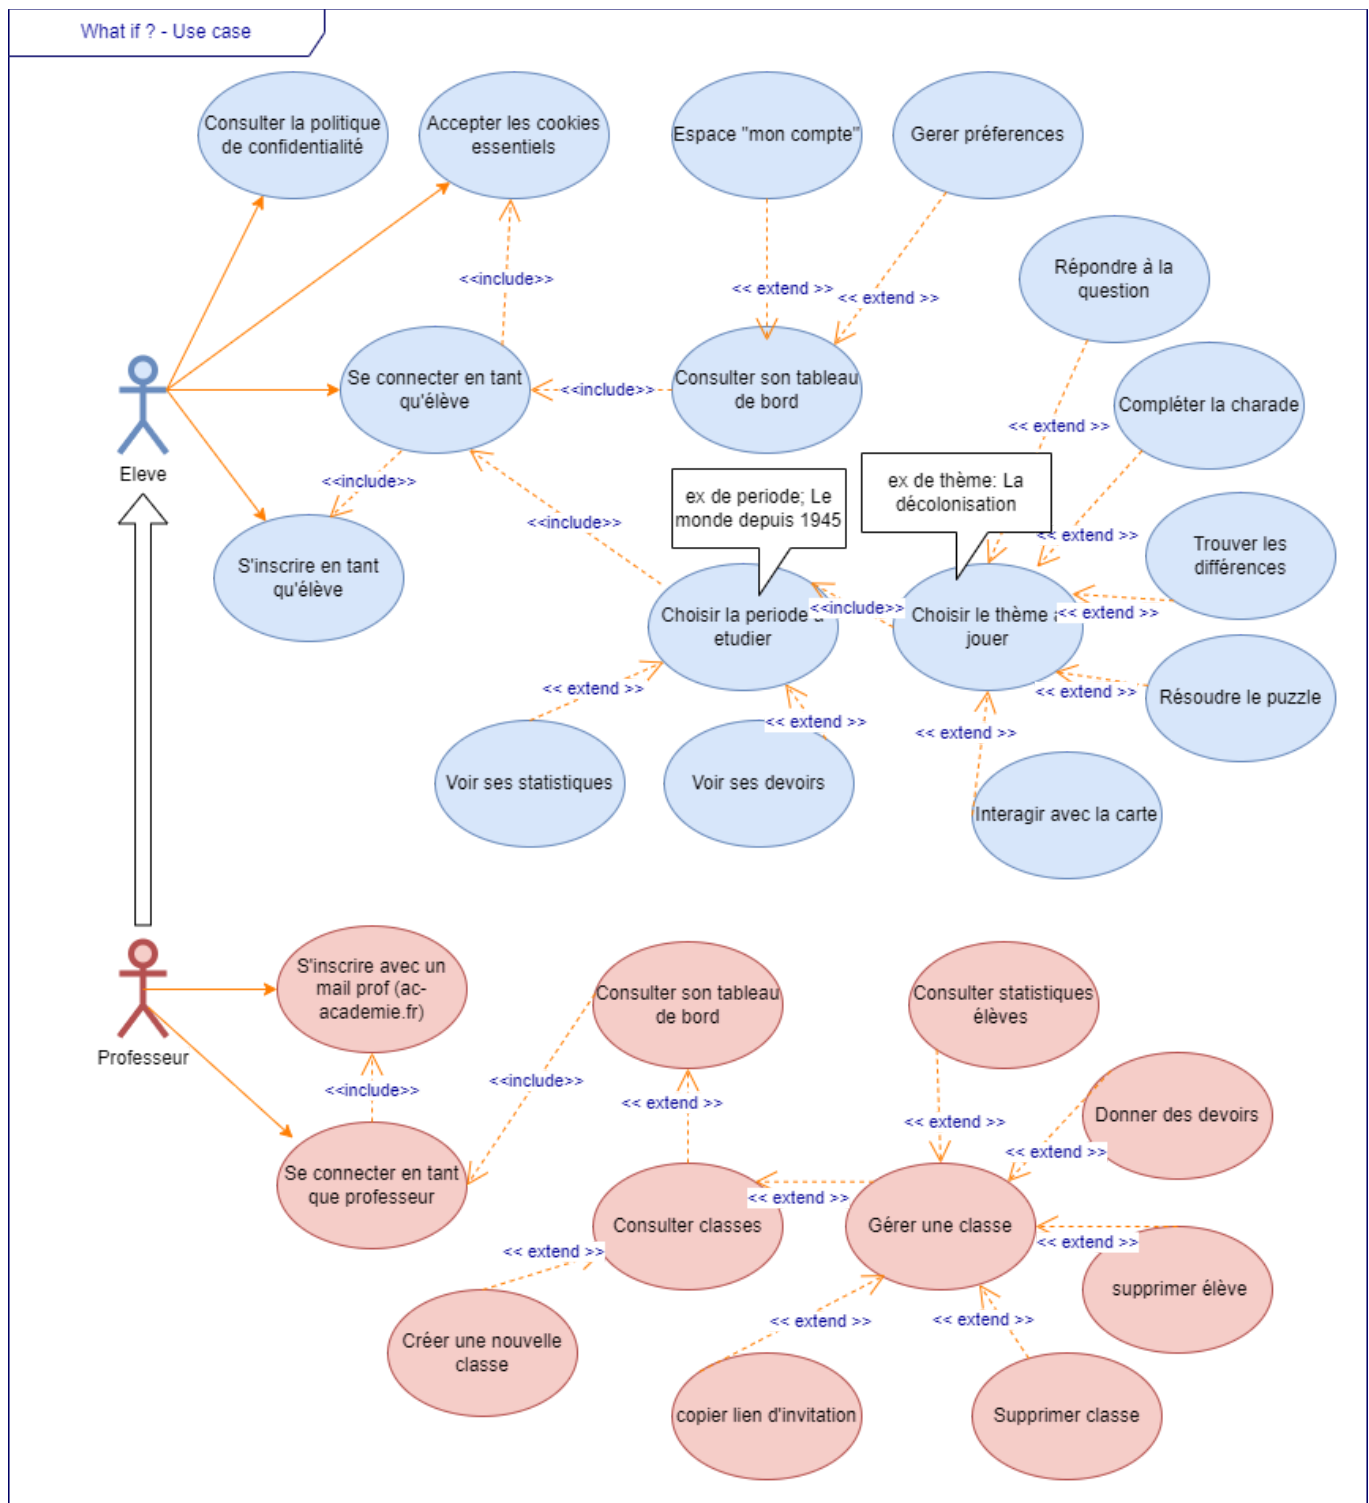 What if ? - Use case
Consulter la politique
de confidentialité
Accepter les cookies
essentiels
Espace "mon compte"
Gerer préferences
<<include>>
<< extend >>
<< extend >>
Répondre à la
question
Se connecter en tant
qu'élève
<<include>>
Consulter son tableau
de bord
Compléter la charade
<< extend >>
Eleve
<<include>>
ex de periode; Le
monde depuis 1945
ex de thème: La
décolonisation
<<include>>
<< extend >>
Trouver les
différences
S'inscrire en tant
qu'élève
Choisir la periode a
etudier
<<include>>
Choisir le thème a
jouer
<< extend >>
<< extend >>
<< extend >>
Résoudre le puzzle
<< extend >>
<< extend >>
Voir ses statistiques
Voir ses devoirs
Interagir avec la carte
S'inscrire avec un
mail prof (ac-
academie.fr)
Consulter son tableau
de bord
Consulter statistiques
élèves
Professeur
<<include>>
<<include>>
<< extend >>
<< extend >>
Donner des devoirs
<< extend >>
Se connecter en tant
que professeur
Consulter classes
<< extend >>
Gérer une classe
<< extend >>
<< extend >>
supprimer élève
Créer une nouvelle
classe
<< extend >>
<< extend >>
copier lien d'invitation
Supprimer classe